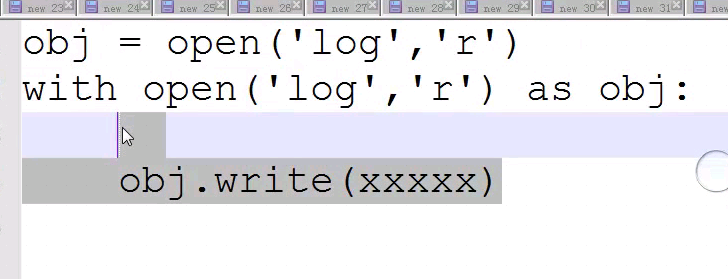 new 23 new 24 new 25 new 26 new 27 new 28 new 29 new 30 new 31
obj = open('log','r')
with open('log','r') as obj:
obj.write(xxxxx)